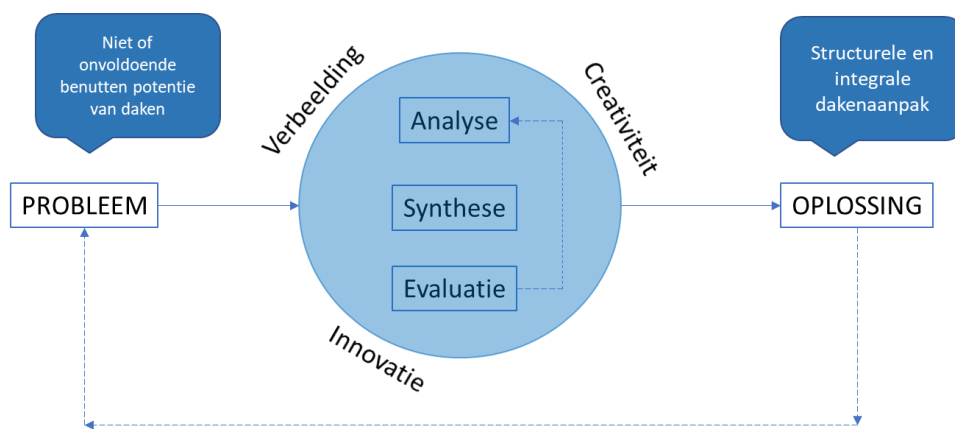 Niet of
onvoldoende
benutten potentie
van daken
Structurele en
integrale
dakenaanpak
Verbeelding
Creativiteit
Analyse
PROBLEEM
Synthese
OPLOSSING
Evaluatie
Innovatie